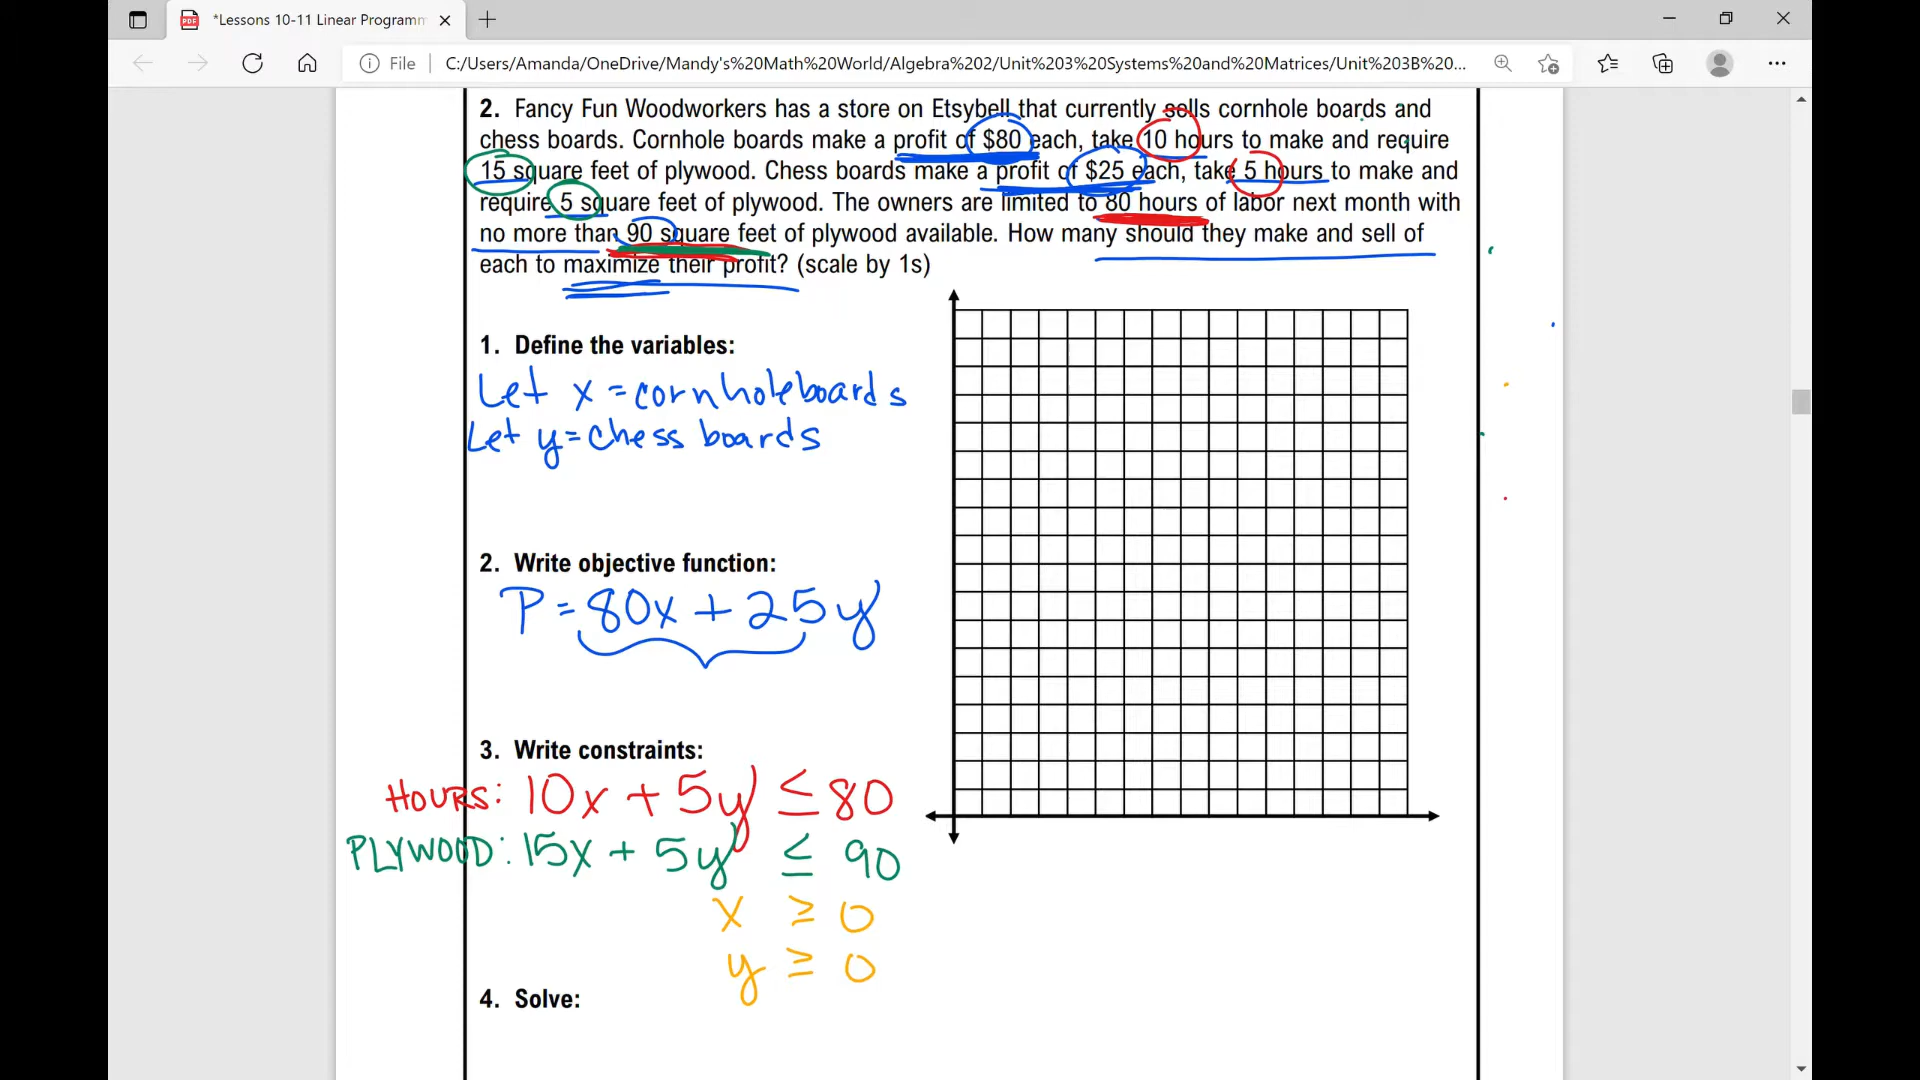 *Lessons 10-11 Linear Programm
File C:/Users/Amanda/OneDrive/Mandy's%20Math%20World/Algebra%202/Unit%203%20Systems%20and%20Matrices/Unit%203B%20...
2. Fancy Fun Woodworkers has a store on Etsybell that currently sells cornhole boards and
chess boards. Cornhole boards make a profit of $80 each, take 10 hours to make and require
15 square feet of plywood. Chess boards make a profit of $25 each, take 5 hours to make and
require 5 square feet of plywood. The owners are limited to 80 hours of labor next month with
no more than 90 square feet of plywood available. How many should they make and sell of
each to maximize their profit? (scale by 1s)
1. Define the variables:
Let x = cornholeboards
Let y = chess boards
2. Write objective function:
P = 80x + 25y
3. Write constraints:
HOURS: 10x + 5y ≤ 80
PLYWOOD: 15x + 5y ≤ 90
x ≥ 0
y ≥ 0
4. Solve: